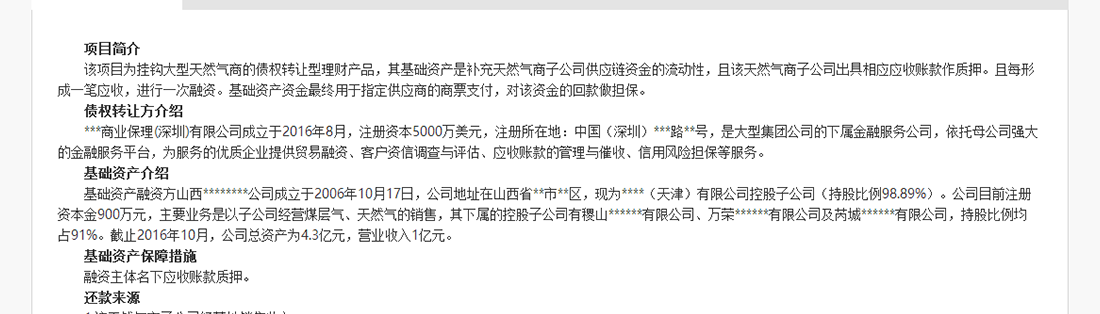 项目简介
该项目为挂钩大型天然气商的债权转让型理财产品，其基础资产是补充天然气商子公司供应链资金的流动性，且该天然气商子公司出具相应应收账款作质押。且每形
成一笔应收，进行一次融资。基础资产资金最终用于指定供应商的商票支付，对该资金的回款做担保。
债权转让方介绍
***商业保理(深圳)有限公司成立于2016年8月，注册资本5000万美元，注册所在地：中国（深圳）***路**号，是大型集团公司的下属金融服务公司，依托母公司强大
的金融服务平台，为服务的优质企业提供贸易融资、客户资信调查与评估、应收账款的管理与催收、信用风险担保等服务。
基础资产介绍
基础资产融资方山西********公司成立于2006年10月17日，公司地址在山西省**市**区，现为****（天津）有限公司控股子公司（持股比例98.89%）。公司目前注册
资本金900万元，主要业务是以子公司经营煤层气、天然气的销售，其下属的控股子公司有稷山******有限公司、万荣******有限公司及芮城******有限公司，持股比例均
占91%。截止2016年10月，公司总资产为4.3亿元，营业收入1亿元。
基础资产保障措施
融资主体名下应收账款质押。
还款来源